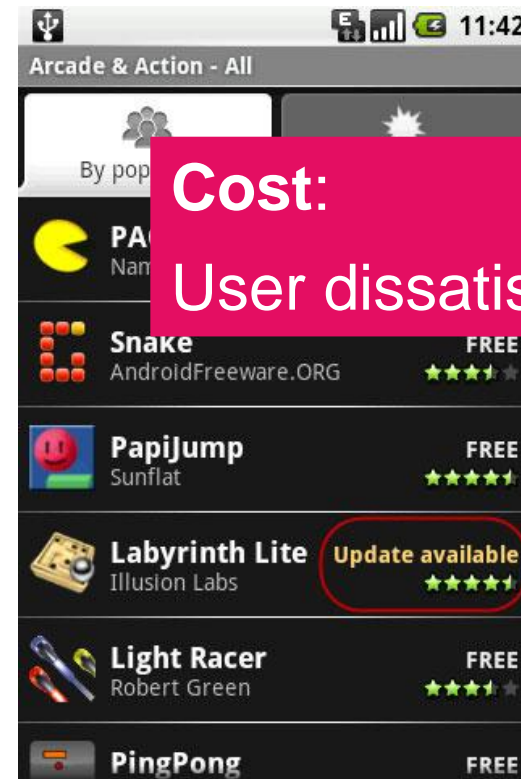 11:42
Arcade & Action - All
By pop
Cost:
User dissatis
PA
Nam
Snake
FREE
AndroidFreeware.ORG
PapiJump
FREE
Sunflat
Labyrinth Lite
Update available
Illusion Labs
Light Racer
FREE
Robert Green
PingPong
FREE